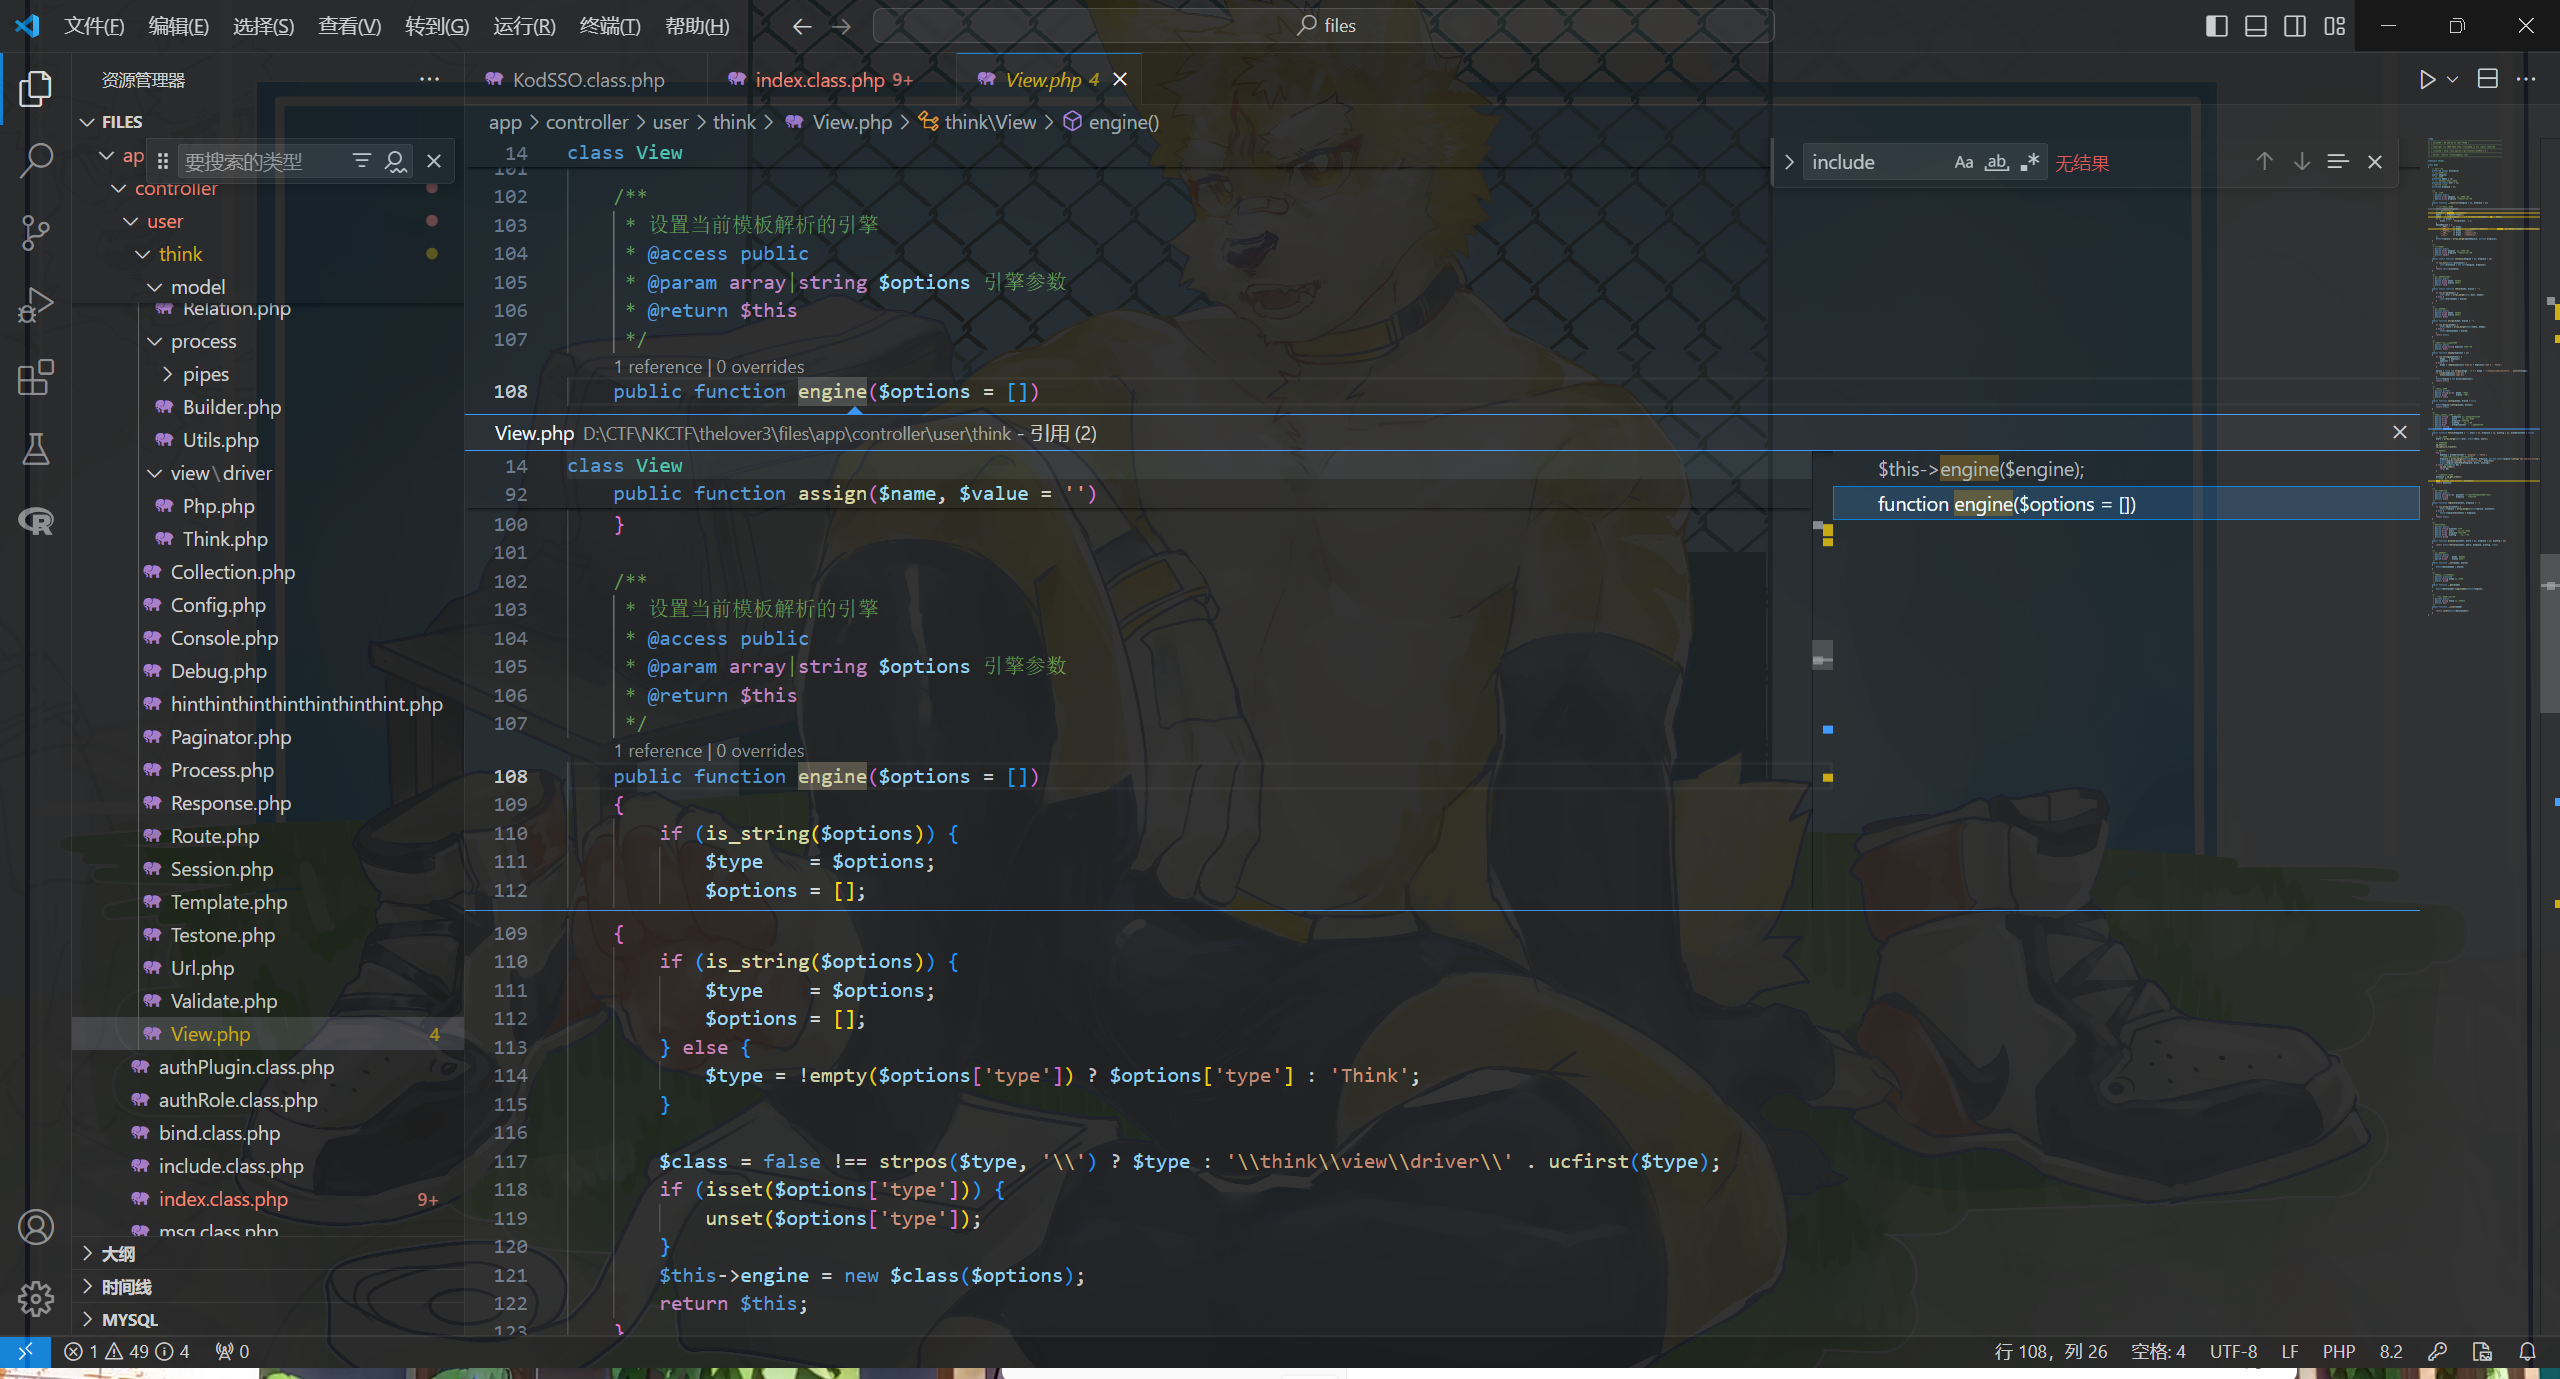 文件(F) 编辑(E) 选择(S) 查看(V) 转到(G) 运行(R) 终端(T) 帮助(H)
files
资源管理器
KodSSO.class.php
index.class.php 9+
View.php 4
FILES
ap
要搜索的类型
controller
user
think
model
Relation.php
process
pipes
Builder.php
Utils.php
view\driver
Php.php
Think.php
Collection.php
Config.php
Console.php
Debug.php
hinthinthinthinthinthinthint.php
Paginator.php
Process.php
Response.php
Route.php
Session.php
Template.php
Testone.php
Url.php
Validate.php
View.php 4
authPlugin.class.php
authRole.class.php
bind.class.php
include.class.php
index.class.php 9+
msg.class.php
大纲
时间线
MYSQL
app > controller > user > think > View.php > think\View > engine()
include Aa ab .* 无结果
14 class View
101
102 /**
103 * 设置当前模板解析的引擎
104 * @access public
105 * @param array|string $options 引擎参数
106 * @return $this
107 */
1 reference | 0 overrides
108 public function engine($options = [])
View.php D:\CTF\NKCTF\thelover3\files\app\controller\user\think - 引用 (2)
14 class View
92 public function assign($name, $value = '')
100 }
101
102 /**
103 * 设置当前模板解析的引擎
104 * @access public
105 * @param array|string $options 引擎参数
106 * @return $this
107 */
1 reference | 0 overrides
108 public function engine($options = [])
109 {
110 if (is_string($options)) {
111 $type    = $options;
112 $options = [];
$this->engine($engine);
function engine($options = [])
109 {
110 if (is_string($options)) {
111 $type    = $options;
112 $options = [];
113 } else {
114 $type = !empty($options['type']) ? $options['type'] : 'Think';
115 }
116
117 $class = false !== strpos($type, '\\') ? $type : '\\think\\view\\driver\\' . ucfirst($type);
118 if (isset($options['type'])) {
119 unset($options['type']);
120 }
121 $this->engine = new $class($options);
122 return $this;
123 }
1 49 4 0
行 108，列 26 空格: 4 UTF-8 LF PHP 8.2